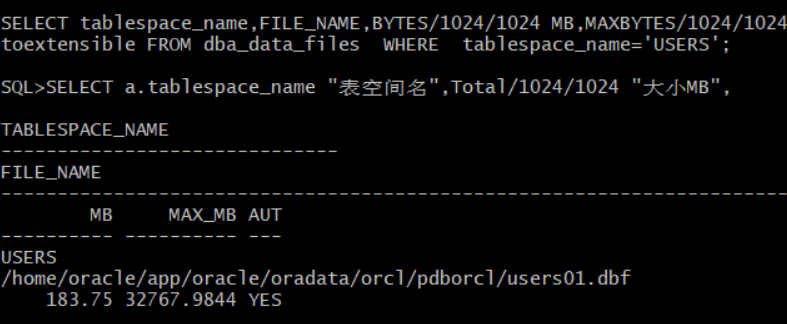 SELECT tablespace_name,FILE_NAME,BYTES/1024/1024 MB,MAXBYTES/1024/1024
toextensible FROM dba_data_files  WHERE  tablespace_name='USERS';
SQL>SELECT a.tablespace_name "表空间名",Total/1024/1024 "大小MB",
TABLESPACE_NAME
------------------------------
FILE_NAME
--------------------------------------------------------------------------------
        MB     MAX_MB AUT
---------- ---------- ---
USERS
/home/oracle/app/oracle/oradata/orcl/pdborcl/users01.dbf
    183.75 32767.9844 YES